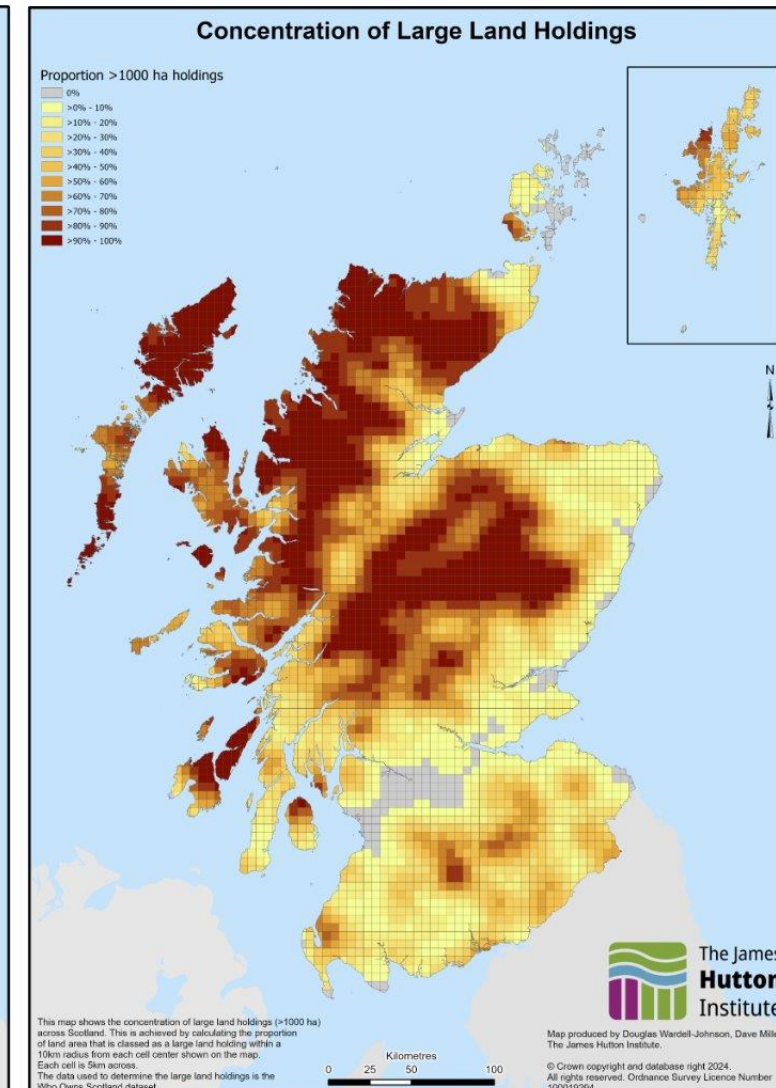 Concentration of Large Land Holdings
Proportion >1000 ha holdings
0%
>0% - 10%
>10% - 20%
>20% - 30%
>30% - 40%
>40% - 50%
>50% - 60%
>60% - 70%
>70% - 80%
>80% - 90%
>90% - 100%
N
The James
Hutton
Institute
This map shows the concentration of large land holdings (>1000 ha)
across Scotland. This is achieved by calculating the proportion
of land area that is classed as a large land holding within a
10km radius from each cell center shown on the map.
Each cell is 5km across.
The data used to determine the large land holdings is the
Who Owns Scotland dataset
Kilometres
0 25 50 100
Map produced by Douglas Wardell-Johnson, Dave Mille
The James Hutton Institute.
© Crown copyright and database right 2024.
All rights reserved. Ordnance Survey Licence Number